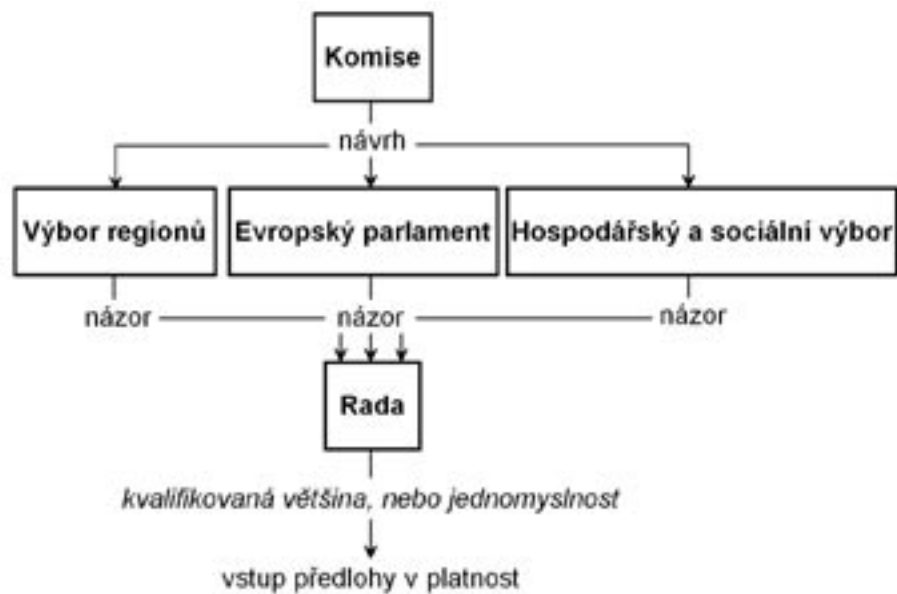 Komise
návrh
Výbor regionů
Evropský parlament
Hospodářský a sociální výbor
názor
názor
názor
Rada
kvalifikovaná většina, nebo jednomyslnost
vstup předlohy v platnost